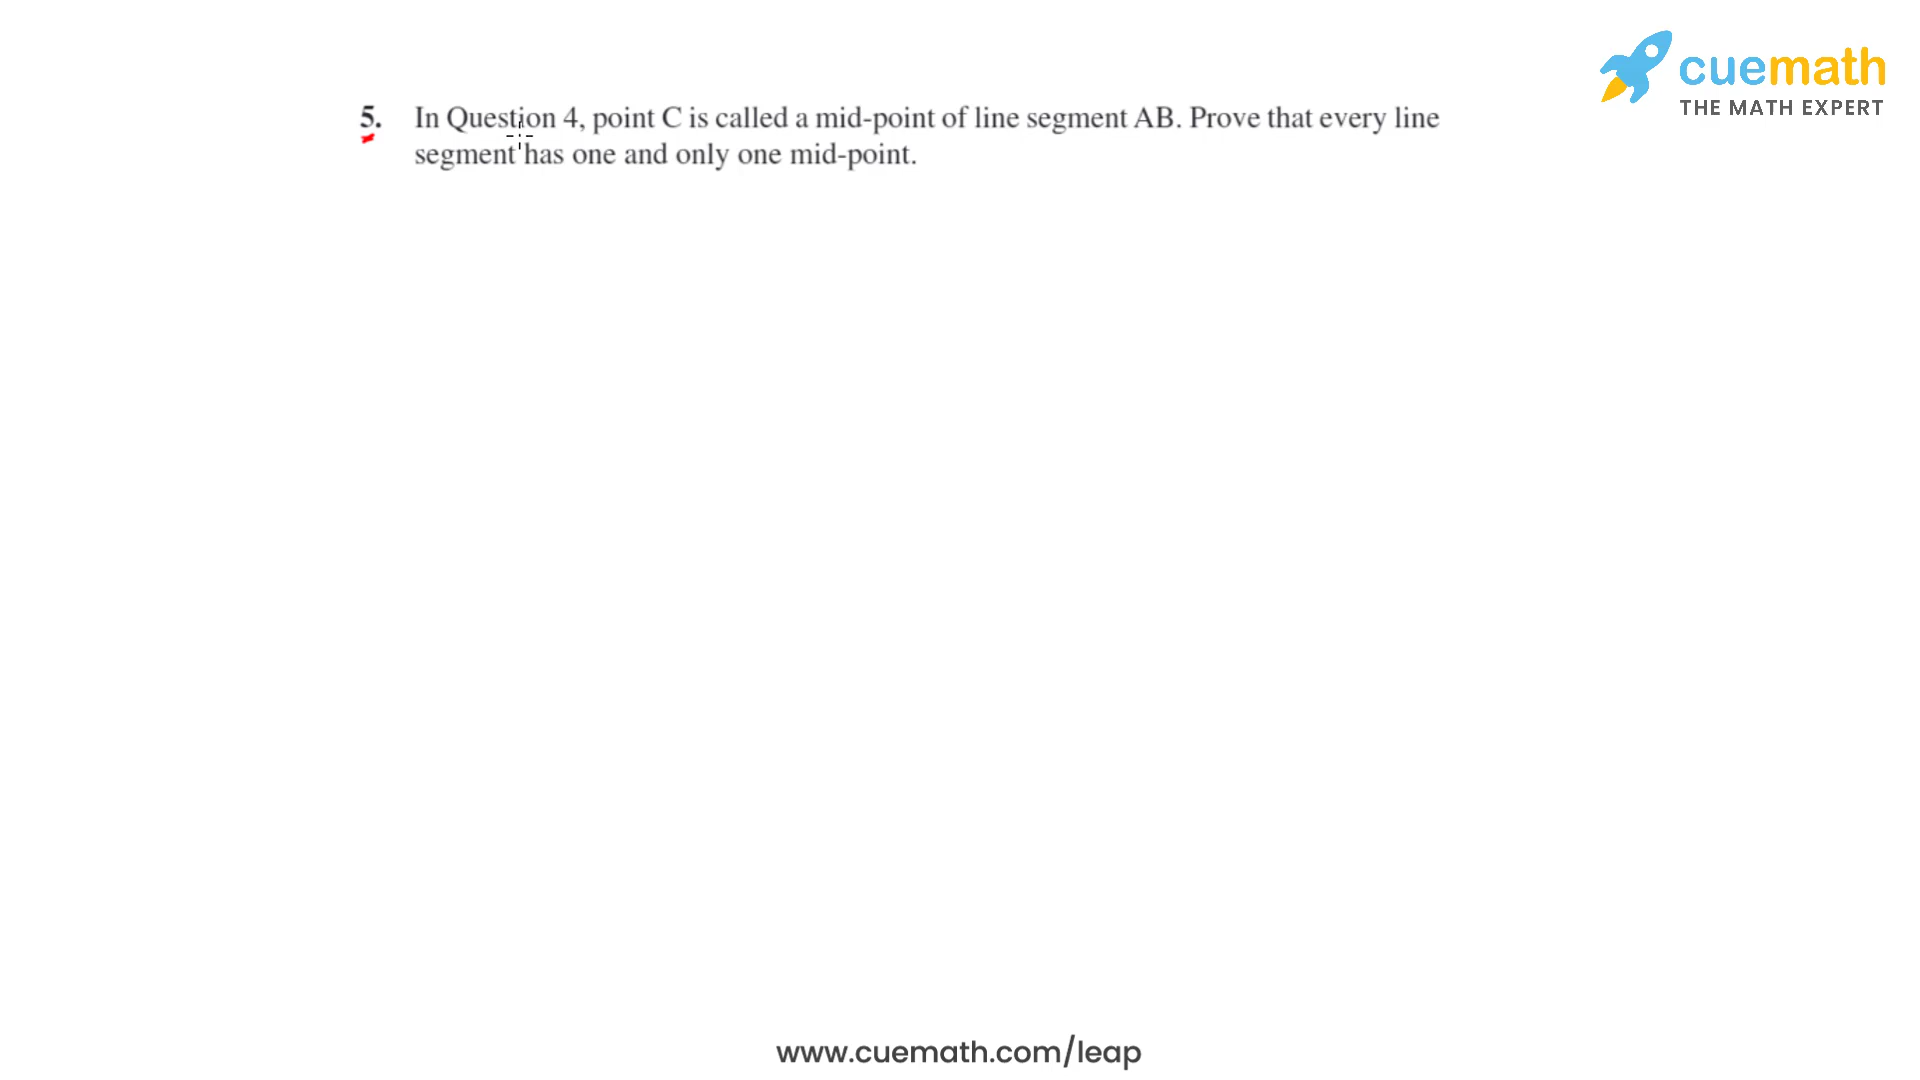 cuemath
THE MATH EXPERT
5. In Question 4, point C is called a mid-point of line segment AB. Prove that every line
segment has one and only one mid-point.
www.cuemath.com/leap